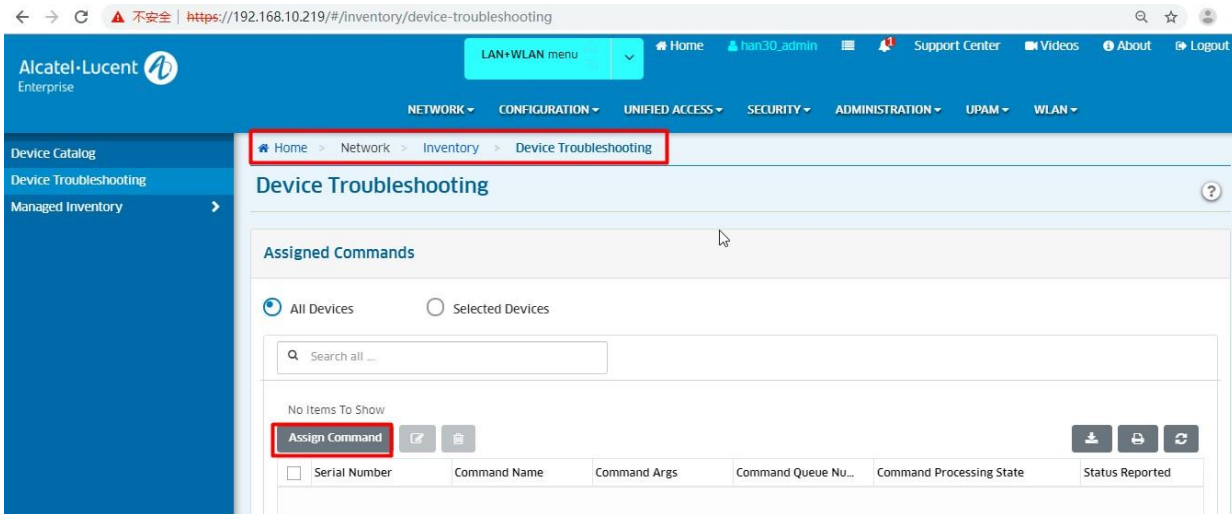 不安全 | https://192.168.10.219/#/inventory/device-troubleshooting
Alcatel·Lucent
Enterprise
LAN+WLAN menu
Home han30_admin 1 Support Center Videos About Logout
NETWORK CONFIGURATION UNIFIED ACCESS SECURITY ADMINISTRATION UPAM WLAN
Device Catalog
Device Troubleshooting
Managed Inventory >
Home > Network > Inventory > Device Troubleshooting
Device Troubleshooting ?
Assigned Commands
All Devices Selected Devices
Search all ...
No Items To Show
Assign Command
Serial Number Command Name Command Args Command Queue Nu... Command Processing State Status Reported